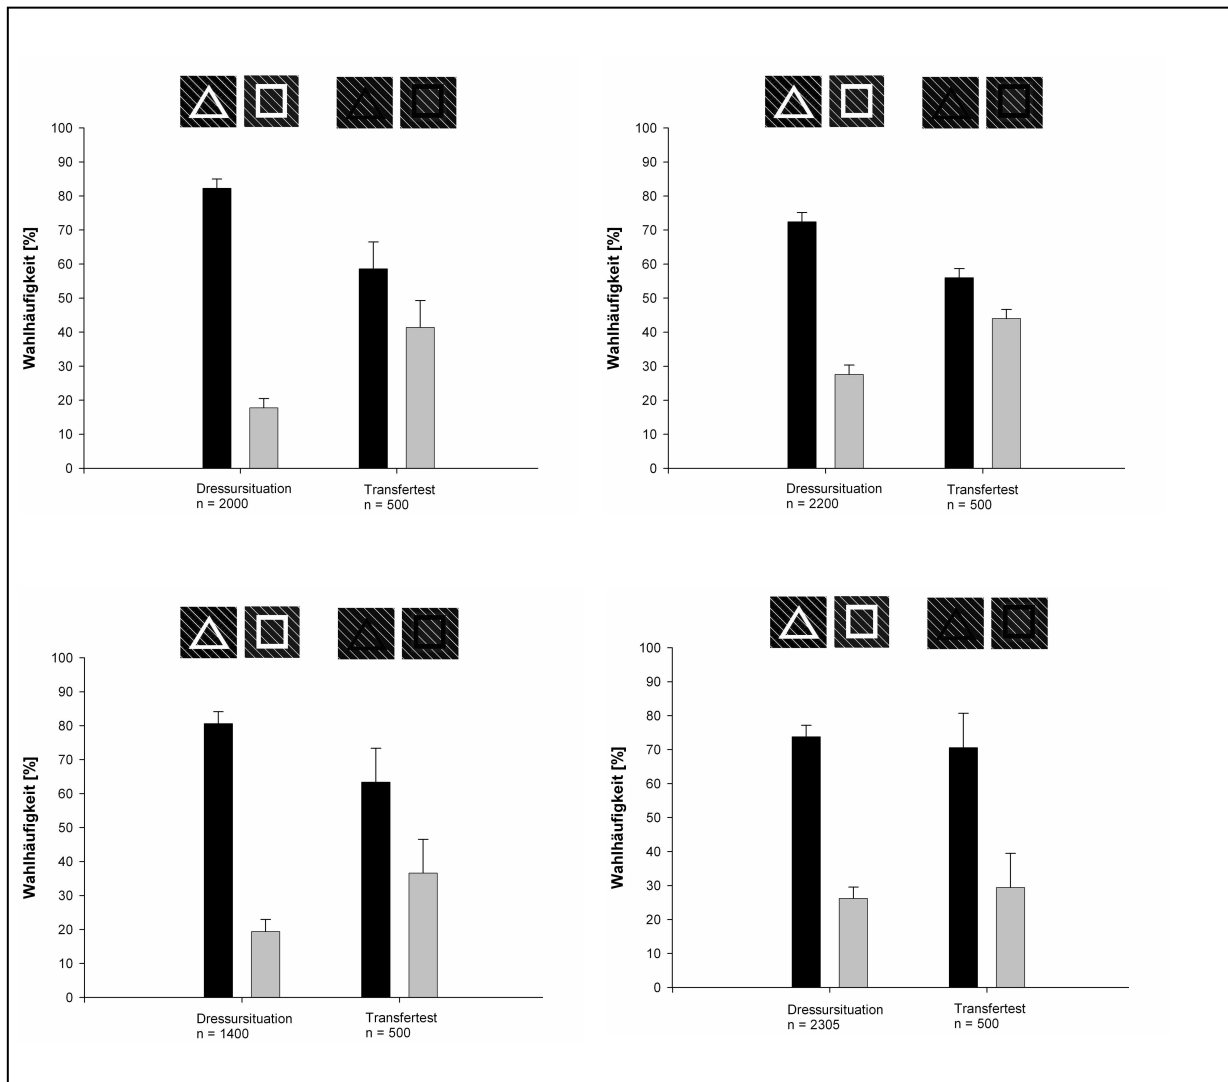 100
90
80
70
60
50
40
30
20
10
0
Wahlhäufigkeit [%]
Dressursituation
n = 2000
Transfertest
n = 500
100
90
80
70
60
50
40
30
20
10
0
Wahlhäufigkeit [%]
Dressursituation
n = 2200
Transfertest
n = 500
100
90
80
70
60
50
40
30
20
10
0
Wahlhäufigkeit [%]
Dressursituation
n = 1400
Transfertest
n = 500
100
90
80
70
60
50
40
30
20
10
0
Wahlhäufigkeit [%]
Dressursituation
n = 2305
Transfertest
n = 500